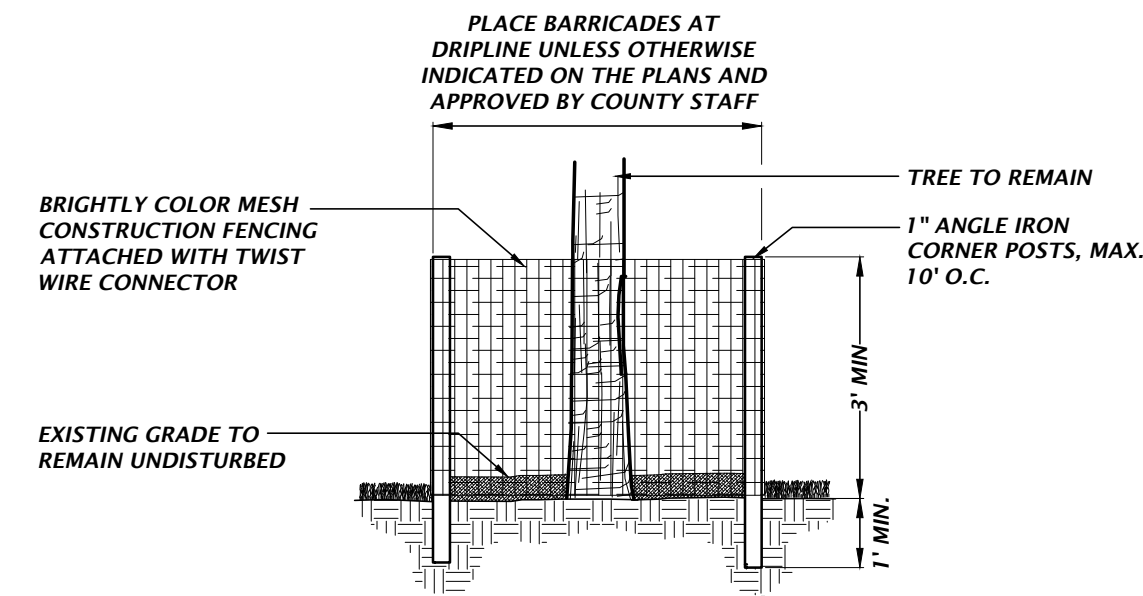 PLACE BARRICADES AT
DRIPLINE UNLESS OTHERWISE
INDICATED ON THE PLANS AND
APPROVED BY COUNTY STAFF
BRIGHTLY COLOR MESH
CONSTRUCTION FENCING
ATTACHED WITH TWIST
WIRE CONNECTOR
TREE TO REMAIN
1" ANGLE IRON
CORNER POSTS, MAX.
10' O.C.
3' MIN
EXISTING GRADE TO
REMAIN UNDISTURBED
1' MIN.